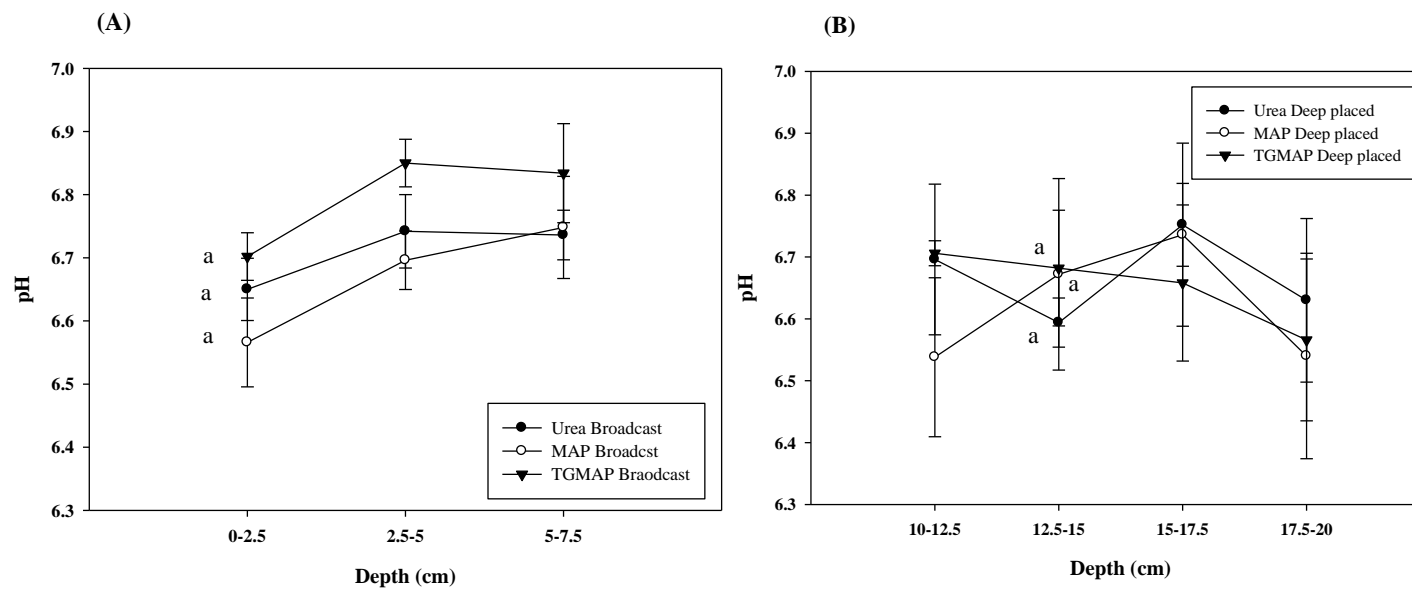 (A)
pH
7.0
6.9
6.8
6.7
6.6
6.5
6.4
6.3
a
a
a
Urea Broadcast
MAP Broadcst
TGMAP Braodcast
0-2.5 2.5-5 5-7.5
Depth (cm)
(B)
pH
7.0
6.9
6.8
6.7
6.6
6.5
6.4
6.3
Urea Deep placed
MAP Deep placed
TGMAP Deep placed
a
a
a
10-12.5 12.5-15 15-17.5 17.5-20
Depth (cm)